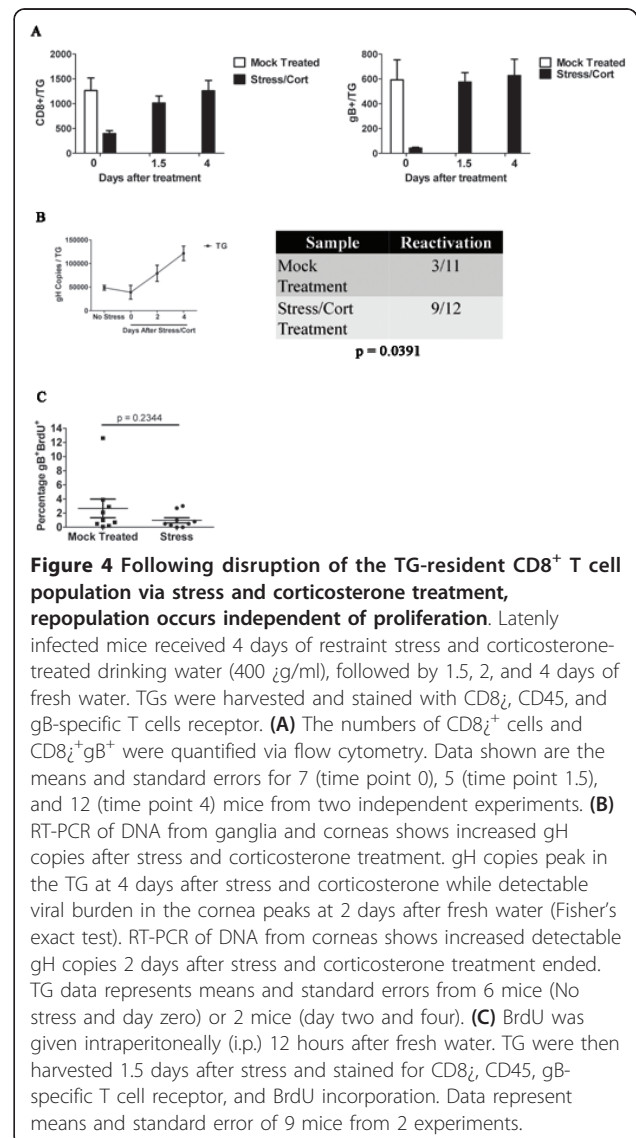 A
2000
1500
1000
500
0
CD8+/TG
Mock Treated
Stress/Cort
0 1.5 4
Days after treatment
800
600
400
200
0
gB+/TG
Mock Treated
Stress/Cort
0 1.5 4
Days after treatment
B
150000
100000
50000
0
gH Copies / TG
TG
No Stress 0 2 4
Days After Stress/Cort
Sample Reactivation
Mock 3/11
Treatment
Stress/Cort 9/12
Treatment
p = 0.0391
C
p = 0.2344
14
12
10
8
6
4
2
0
Percentage gB+BrdU+
Mock Treated Stress
Figure 4 Following disruption of the TG-resident CD8+ T cell
population via stress and corticosterone treatment,
repopulation occurs independent of proliferation. Latenly
infected mice received 4 days of restraint stress and corticosterone-
treated drinking water (400 ¿g/ml), followed by 1.5, 2, and 4 days of
fresh water. TGs were harvested and stained with CD8¿, CD45, and
gB-specific T cells receptor. (A) The numbers of CD8¿+ cells and
CD8¿+gB+ were quantified via flow cytometry. Data shown are the
means and standard errors for 7 (time point 0), 5 (time point 1.5),
and 12 (time point 4) mice from two independent experiments. (B)
RT-PCR of DNA from ganglia and corneas shows increased gH
copies after stress and corticosterone treatment. gH copies peak in
the TG at 4 days after stress and corticosterone while detectable
viral burden in the cornea peaks at 2 days after fresh water (Fisher's
exact test). RT-PCR of DNA from corneas shows increased detectable
gH copies 2 days after stress and corticosterone treatment ended.
TG data represents means and standard errors from 6 mice (No
stress and day zero) or 2 mice (day two and four). (C) BrdU was
given intraperitoneally (i.p.) 12 hours after fresh water. TG were then
harvested 1.5 days after stress and stained for CD8¿, CD45, gB-
specific T cell receptor, and BrdU incorporation. Data represent
means and standard error of 9 mice from 2 experiments.